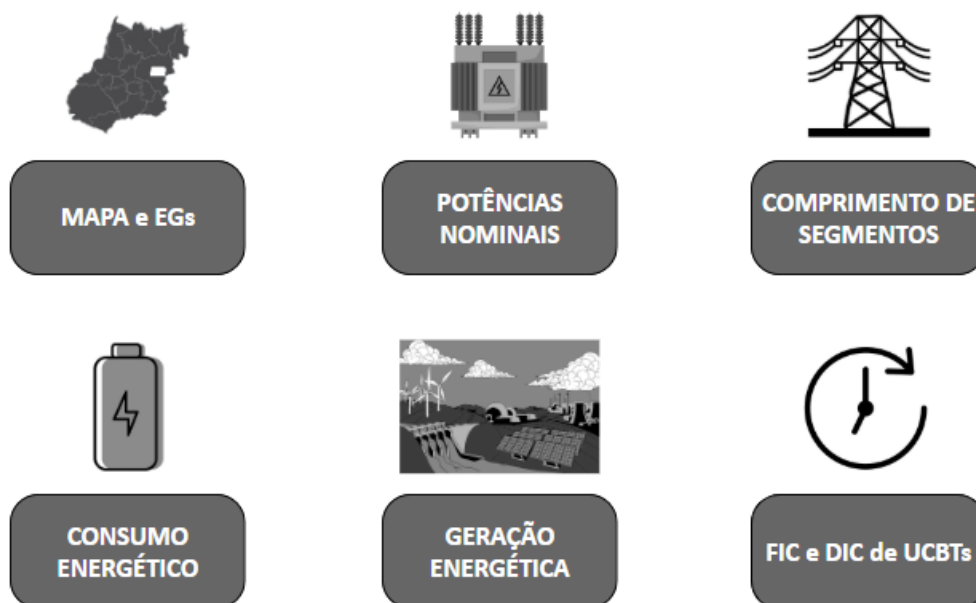 MAPA e EGs
POTÊNCIAS
NOMINAIS
COMPRIMENTO DE
SEGMENTOS
CONSUMO
ENERGÉTICO
GERAÇÃO
ENERGÉTICA
FIC e DIC de UCBTs